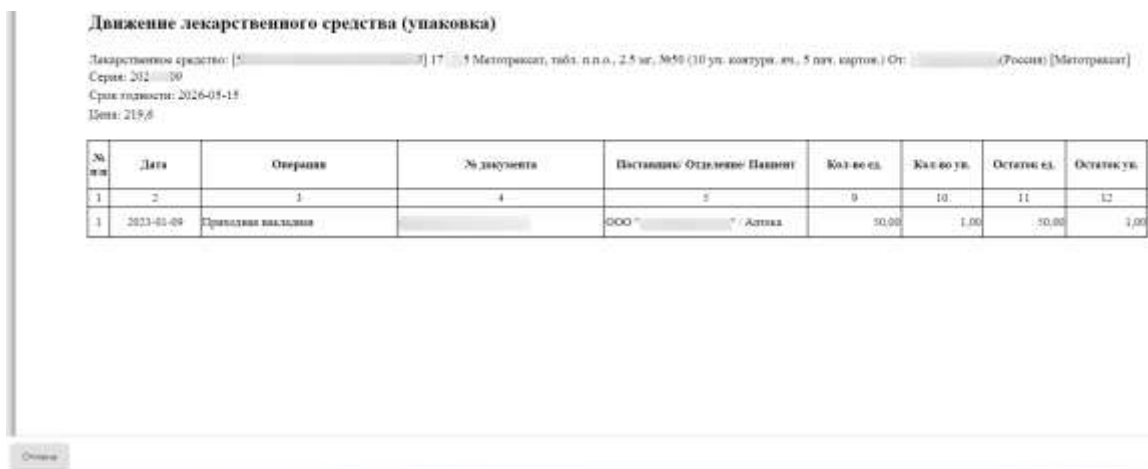 Движение лекарственного средства (упаковка)
Лекарственное средство: [5 3] 17 5 Метотрексат, табл. п.п.о., 2.5 мг, №50 (10 уп. контурн. яч., 5 пач. картон.) От: (Россия) [Метотрексат]
Серия: 202 09
Срок годности: 2026-05-15
Цена: 219,6
№ п/п Дата Операция № документа Поставщик/ Отделение/ Пациент Кол-во ед. Кол-во уп. Остаток ед. Остаток уп.
1 2 3 4 5 9 10 11 12
1 2023-01-09 Приходная накладная ООО " " / Аптека 50,00 1,00 50,00 1,00